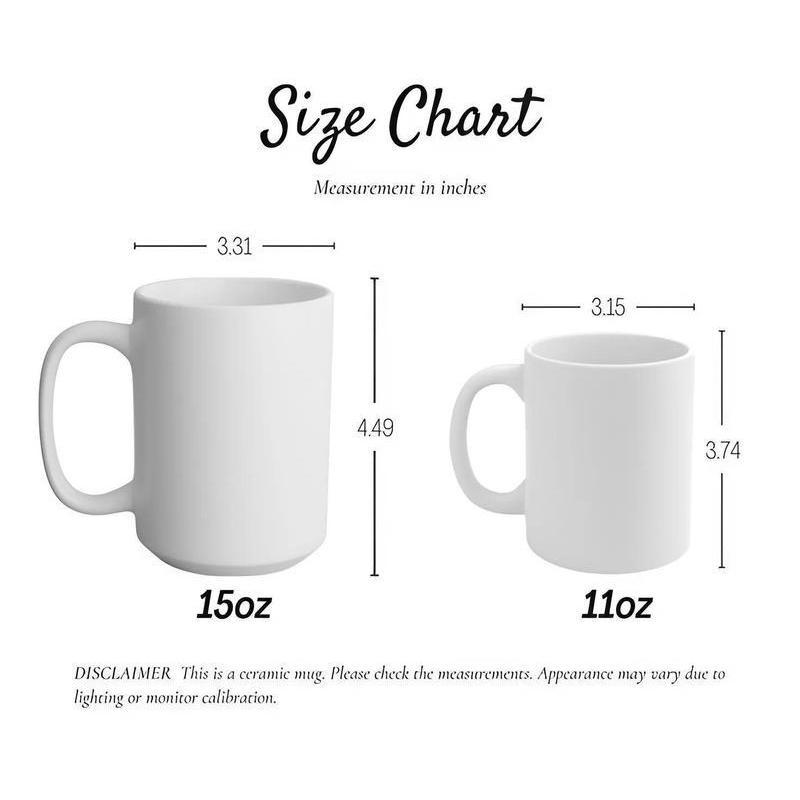 Size Chart
Measurement in inches
3.31
3.15
4.49
3.74
15oz
11oz
DISCLAIMER This is a ceramic mug. Please check the measurements. Appearance may vary due to
lighting or monitor calibration.